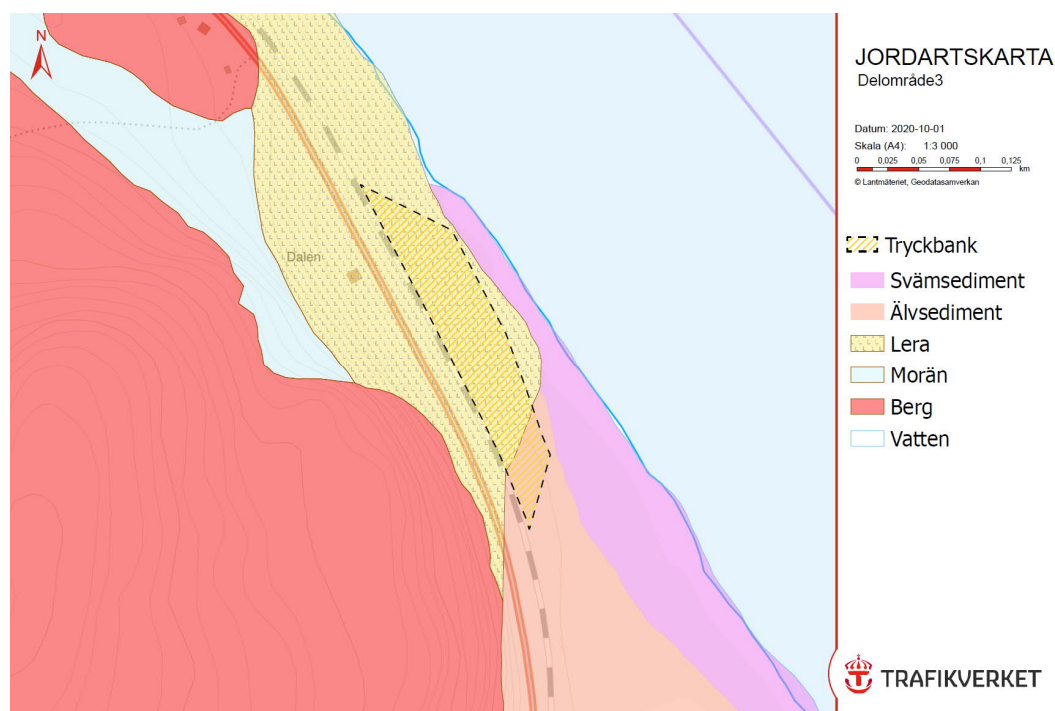 N
Dalen
JORDARTSKARTA
Delområde3
Datum: 2020-10-01
Skala (A4): 1:3 000
0 0,025 0,05 0,075 0,1 0,125
km
© Lantmäteriet, Geodatasamverkan
Tryckbank
Svämsediment
Älvsediment
Lera
Morän
Berg
Vatten
TRAFIKVERKET